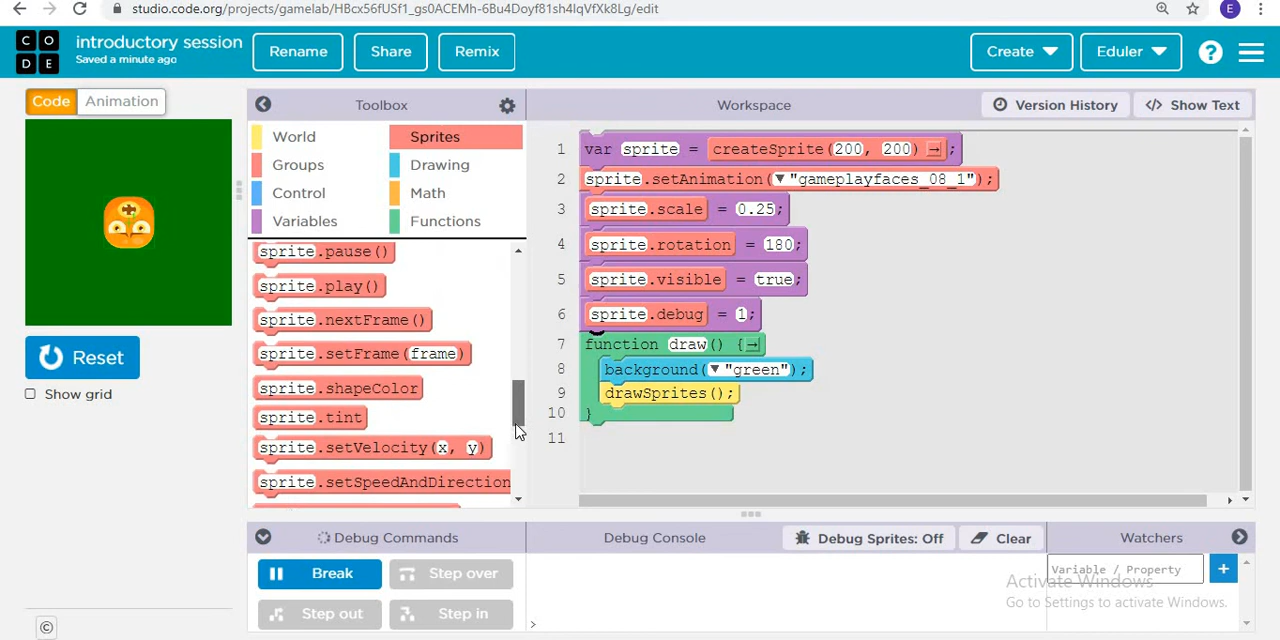 studio.code.org/projects/gamelab/HBcx56fUSf1_gs0ACEMh-6Bu4Doyf81sh4lqVfXk8Lg/edit
E
C O
D E
introductory session
Saved a minute ago
Rename
Share
Remix
Create
Eduler
?
Code
Animation
Toolbox
Workspace
Version History
</> Show Text
World
Sprites
Groups
Drawing
Control
Math
Variables
Functions
sprite.pause()
sprite.play()
sprite.nextFrame()
sprite.setFrame(frame)
sprite.shapeColor
sprite.tint
sprite.setVelocity(x, y)
sprite.setSpeedAndDirection
1 var sprite = createSprite(200, 200);
2 sprite.setAnimation("gameplayfaces_08_1");
3 sprite.scale = 0.25;
4 sprite.rotation = 180;
5 sprite.visible = true;
6 sprite.debug = 1;
7 function draw() {
8 background("green");
9 drawSprites();
10 }
11
Reset
Show grid
Debug Commands
Debug Console
Debug Sprites: Off
Clear
Watchers
Break
Step over
Step out
Step in
Variable / Property
+
>
Activate Windows
Go to Settings to activate Windows.
©